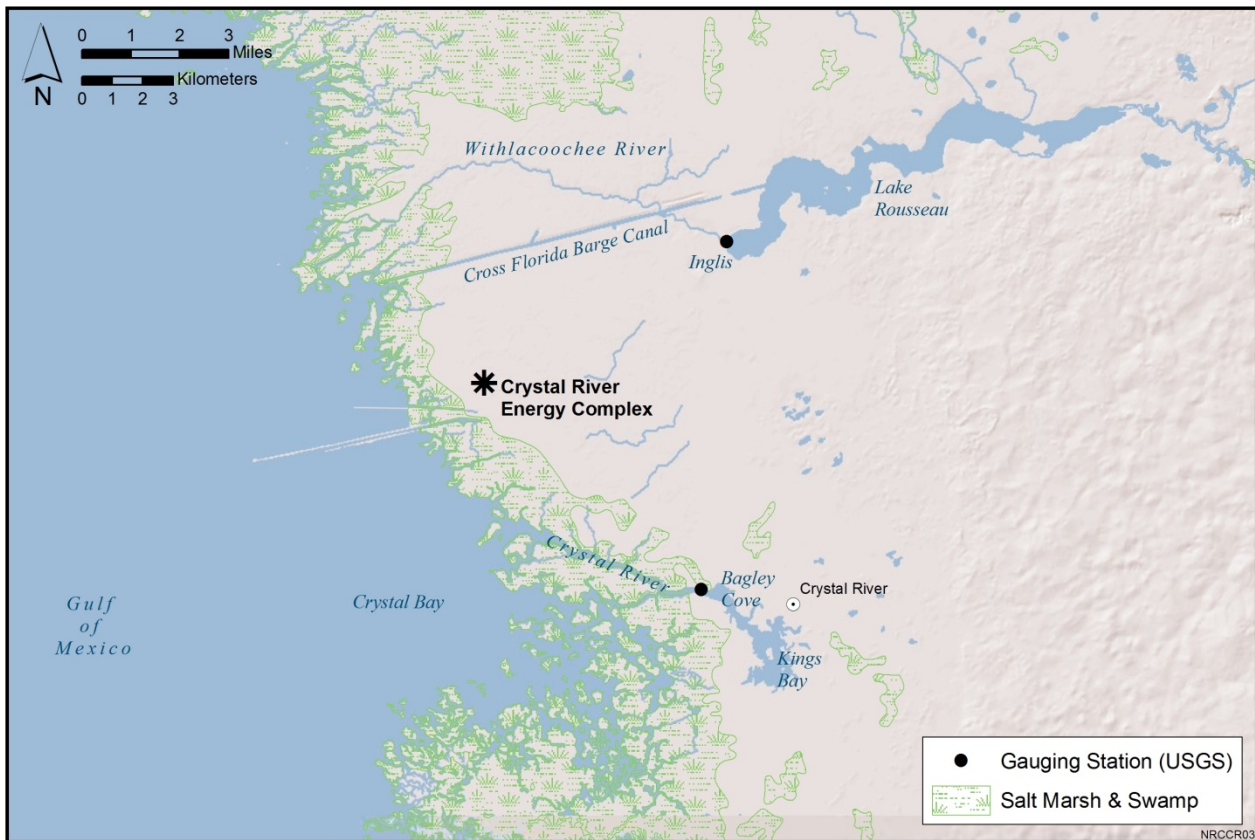 0 1 2 3
Miles
Kilometers
0 1 2 3
N
Withlacoochee River
Lake
Rousseau
Cross Florida Barge Canal
Inglis
Crystal River
Energy Complex
Crystal River
Bagley
Cove
Crystal River
Gulf
of
Mexico
Crystal Bay
Kings
Bay
Gauging Station (USGS)
Salt Marsh & Swamp
NRCCR03